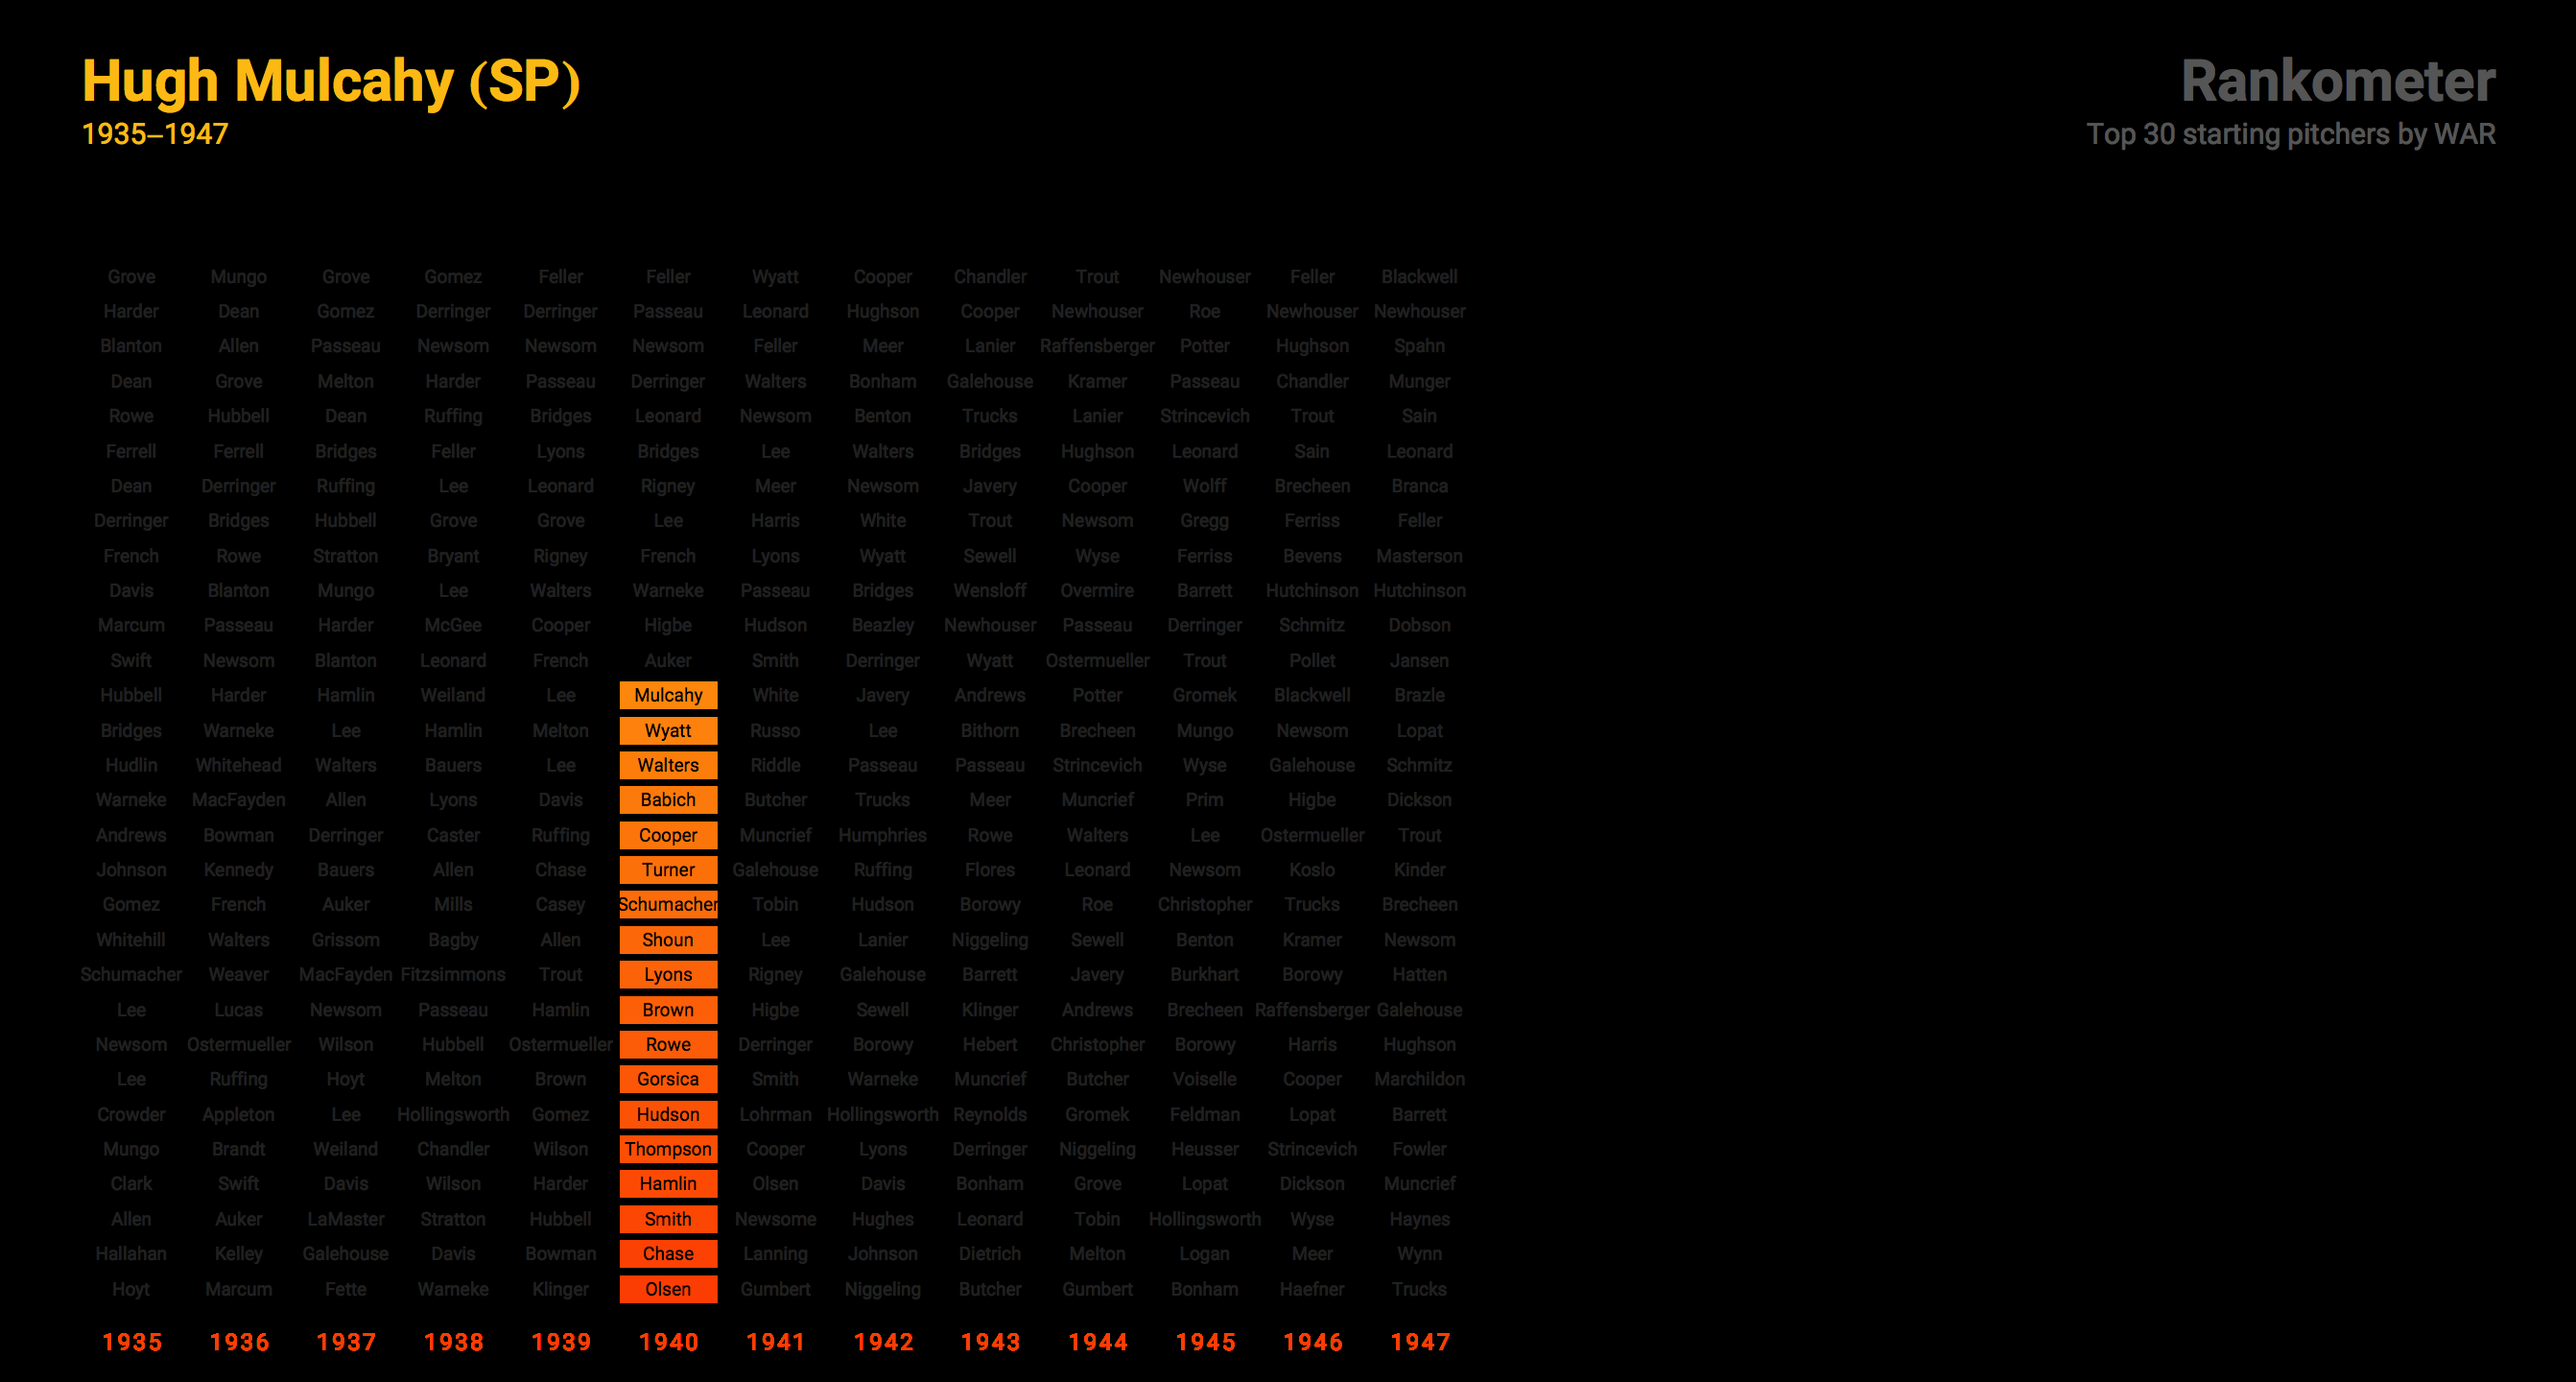 Hugh Mulcahy (SP)
1935–1947
Rankometer
Top 30 starting pitchers by WAR
Grove Mungo Grove Gomez Feller Feller Wyatt Cooper Chandler Trout Newhouser Feller Blackwell
Harder Dean Gomez Derringer Derringer Passeau Leonard Hughson Cooper Newhouser Roe Newhouser Newhouser
Blanton Allen Passeau Newsom Newsom Newsom Feller Meer Lanier Raffensberger Potter Hughson Spahn
Dean Grove Melton Harder Passeau Derringer Walters Bonham Galehouse Kramer Passeau Chandler Munger
Rowe Hubbell Dean Ruffing Bridges Leonard Newsom Benton Trucks Lanier Strincevich Trout Sain
Ferrell Ferrell Bridges Feller Lyons Bridges Lee Walters Bridges Hughson Leonard Sain Leonard
Dean Derringer Ruffing Lee Leonard Rigney Meer Newsom Javery Cooper Wolff Brecheen Branca
Derringer Bridges Hubbell Grove Grove Lee Harris White Trout Newsom Gregg Ferriss Feller
French Rowe Stratton Bryant Rigney French Lyons Wyatt Sewell Wyse Ferriss Bevens Masterson
Davis Blanton Mungo Lee Walters Warneke Passeau Bridges Wensloff Overmire Barrett Hutchinson Hutchinson
Marcum Passeau Harder McGee Cooper Higbe Hudson Beazley Newhouser Passeau Derringer Schmitz Dobson
Swift Newsom Blanton Leonard French Auker Smith Derringer Wyatt Ostermueller Trout Pollet Jansen
Hubbell Harder Hamlin Weiland Lee Mulcahy White Javery Andrews Potter Gromek Blackwell Brazle
Bridges Warneke Lee Hamlin Melton Wyatt Russo Lee Bithorn Brecheen Mungo Newsom Lopat
Hudlin Whitehead Walters Bauers Lee Walters Riddle Passeau Passeau Strincevich Wyse Galehouse Schmitz
Warneke MacFayden Allen Lyons Davis Babich Butcher Trucks Meer Muncrief Prim Higbe Dickson
Andrews Bowman Derringer Caster Ruffing Cooper Muncrief Humphries Rowe Walters Lee Ostermueller Trout
Johnson Kennedy Bauers Allen Chase Turner Galehouse Ruffing Flores Leonard Newsom Koslo Kinder
Gomez French Auker Mills Casey Schumacher Tobin Hudson Borowy Roe Christopher Trucks Brecheen
Whitehill Walters Grissom Bagby Allen Shoun Lee Lanier Niggeling Sewell Benton Kramer Newsom
Schumacher Weaver MacFayden Fitzsimmons Trout Lyons Rigney Galehouse Barrett Javery Burkhart Borowy Hatten
Lee Lucas Newsom Passeau Hamlin Brown Higbe Sewell Klinger Andrews Brecheen Raffensberger Galehouse
Newsom Ostermueller Wilson Hubbell Ostermueller Rowe Derringer Borowy Hebert Christopher Borowy Harris Hughson
Lee Ruffing Hoyt Melton Brown Gorsica Smith Warneke Muncrief Butcher Voiselle Cooper Marchildon
Crowder Appleton Lee Hollingsworth Gomez Hudson Lohrman Hollingsworth Reynolds Gromek Feldman Lopat Barrett
Mungo Brandt Weiland Chandler Wilson Thompson Cooper Lyons Derringer Niggeling Heusser Strincevich Fowler
Clark Swift Davis Wilson Harder Hamlin Olsen Davis Bonham Grove Lopat Dickson Muncrief
Allen Auker LaMaster Stratton Hubbell Smith Newsome Hughes Leonard Tobin Hollingsworth Wyse Haynes
Hallahan Kelley Galehouse Davis Bowman Chase Lanning Johnson Dietrich Melton Logan Meer Wynn
Hoyt Marcum Fette Warneke Klinger Olsen Gumbert Niggeling Butcher Gumbert Bonham Haefner Trucks
1935 1936 1937 1938 1939 1940 1941 1942 1943 1944 1945 1946 1947